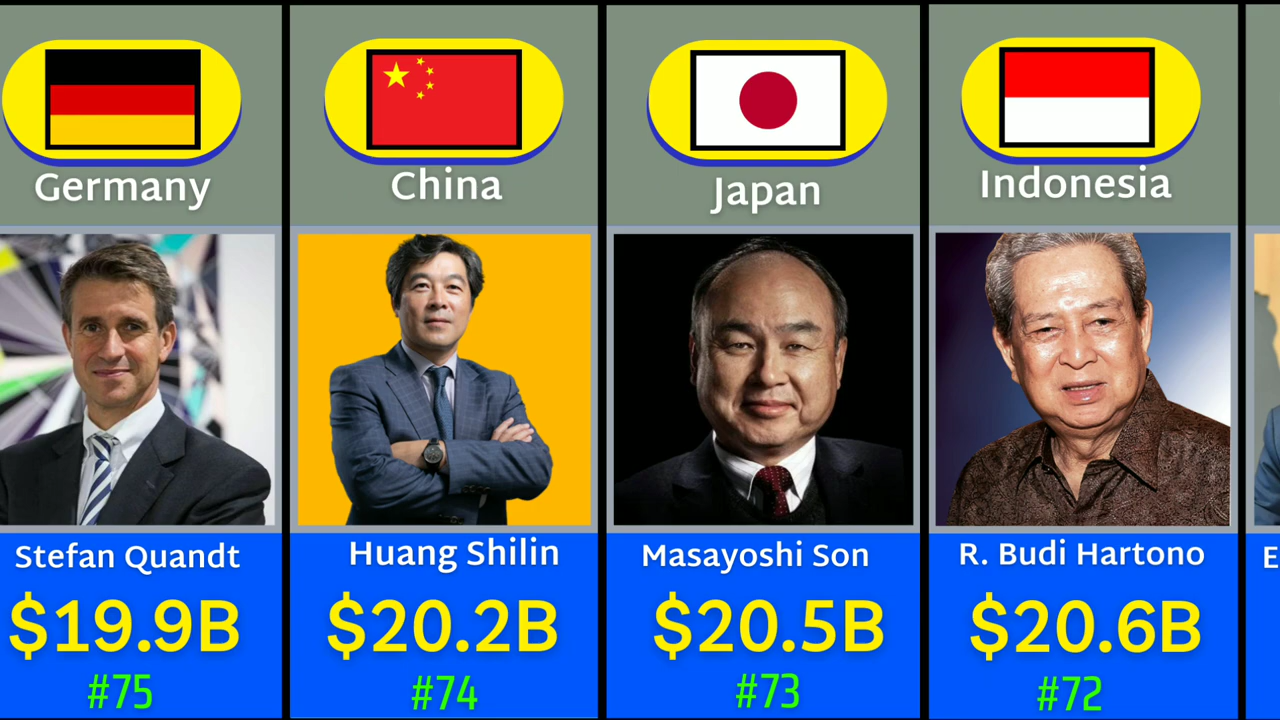 Germany
China
Japan
Indonesia
Stefan Quandt
Huang Shilin
Masayoshi Son
R. Budi Hartono
E
$19.9B
$20.2B
$20.5B
$20.6B
#75
#74
#73
#72